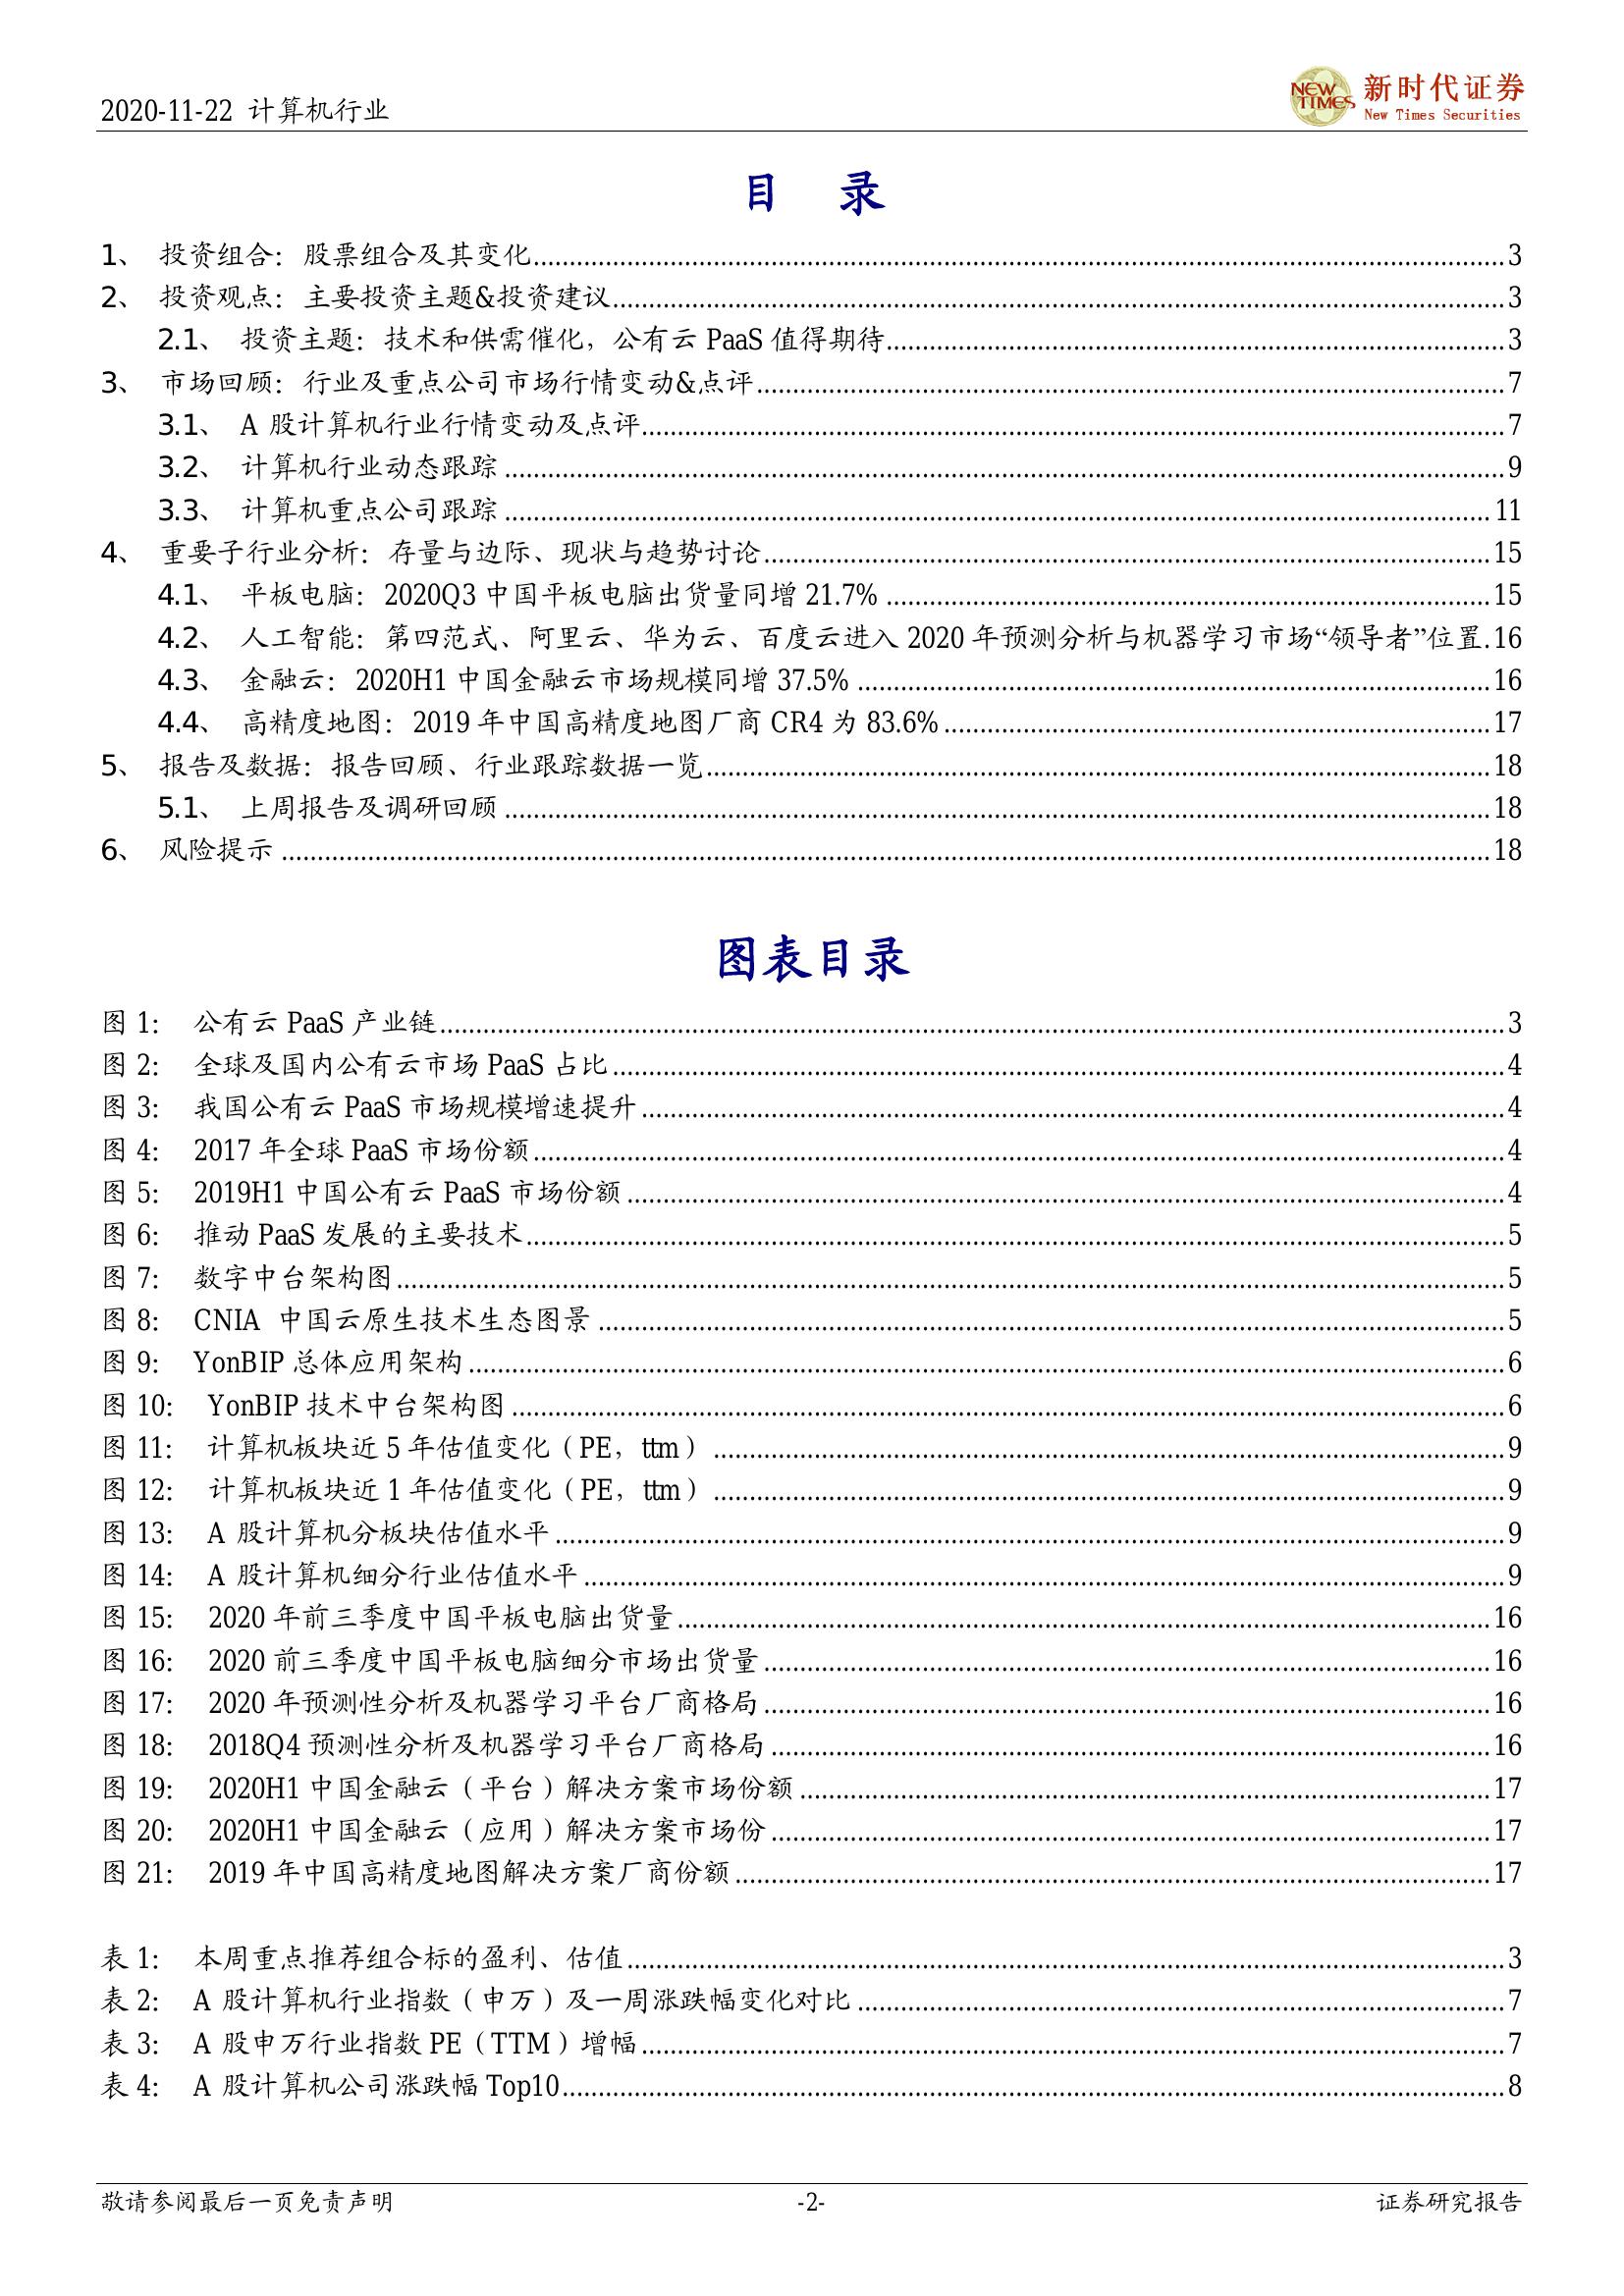 2020-11-22 计算机行业
NEW TIMES 新时代证券
New Times Securities
目 录
1、 投资组合：股票组合及其变化 3
2、 投资观点：主要投资主题&投资建议 3
2.1、 投资主题：技术和供需催化，公有云 PaaS 值得期待 3
3、 市场回顾：行业及重点公司市场行情变动&点评 7
3.1、 A 股计算机行业行情变动及点评 7
3.2、 计算机行业动态跟踪 9
3.3、 计算机重点公司跟踪 11
4、 重要子行业分析：存量与边际、现状与趋势讨论 15
4.1、 平板电脑：2020Q3 中国平板电脑出货量同增 21.7% 15
4.2、 人工智能：第四范式、阿里云、华为云、百度云进入 2020 年预测分析与机器学习市场“领导者”位置. 16
4.3、 金融云：2020H1 中国金融云市场规模同增 37.5% 16
4.4、 高精度地图：2019 年中国高精度地图厂商 CR4 为 83.6% 17
5、 报告及数据：报告回顾、行业跟踪数据一览 18
5.1、 上周报告及调研回顾 18
6、 风险提示 18
图表目录
图 1： 公有云 PaaS 产业链 3
图 2： 全球及国内公有云市场 PaaS 占比 4
图 3： 我国公有云 PaaS 市场规模增速提升 4
图 4： 2017 年全球 PaaS 市场份额 4
图 5： 2019H1 中国公有云 PaaS 市场份额 4
图 6： 推动 PaaS 发展的主要技术 5
图 7： 数字中台架构图 5
图 8： CNIA 中国云原生技术生态图景 5
图 9： YonBIP 总体应用架构 6
图 10： YonBIP 技术中台架构图 6
图 11： 计算机板块近 5 年估值变化（PE，ttm） 9
图 12： 计算机板块近 1 年估值变化（PE，ttm） 9
图 13： A 股计算机分板块估值水平 9
图 14： A 股计算机细分行业估值水平 9
图 15： 2020 年前三季度中国平板电脑出货量 16
图 16： 2020 前三季度中国平板电脑细分市场出货量 16
图 17： 2020 年预测性分析及机器学习平台厂商格局 16
图 18： 2018Q4 预测性分析及机器学习平台厂商格局 16
图 19： 2020H1 中国金融云（平台）解决方案市场份额 17
图 20： 2020H1 中国金融云（应用）解决方案市场份 17
图 21： 2019 年中国高精度地图解决方案厂商份额 17
表 1： 本周重点推荐组合标的盈利、估值 3
表 2： A 股计算机行业指数（申万）及一周涨跌幅变化对比 7
表 3： A 股申万行业指数 PE（TTM）增幅 7
表 4： A 股计算机公司涨跌幅 Top10 8
敬请参阅最后一页免责声明 -2- 证券研究报告